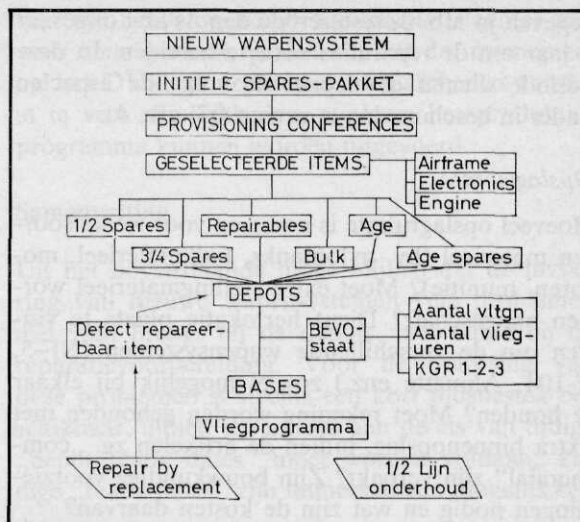 NIEUW WAPENSYSTEEM
INITIËLE SPARES-PAKKET
PROVISIONING CONFERENCES
GESELECTEERDE ITEMS.
Airframe
Electronics
Engine
1/2 Spares
Repairables
Age
3/4 Spares
Bulk
Age spares
DEPOTS
Defect repareer-
baar item
BEVO-
staat
Aantal vltgn
Aantal vlieg-
uren
KGR 1-2-3
BASES
Vliegprogramma
Repair by
replacement
1/2 Lijn
onderhoud